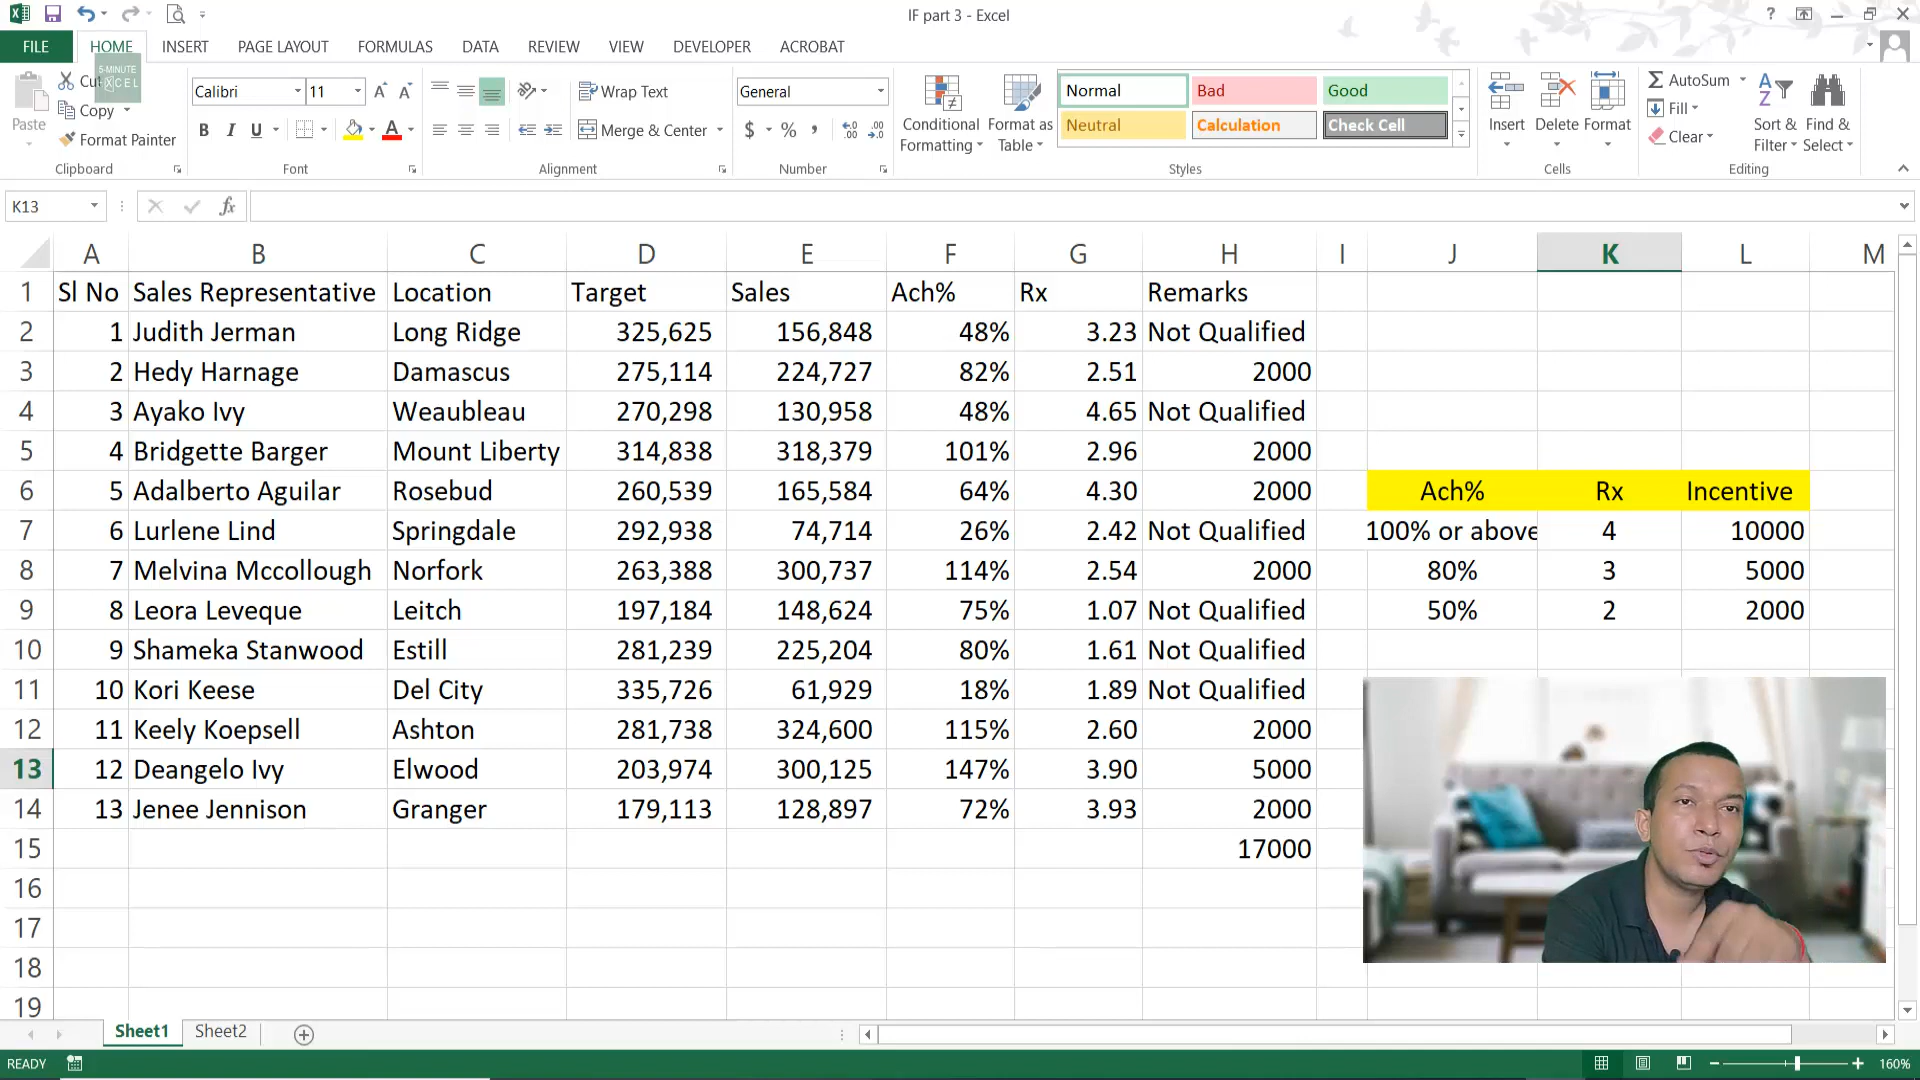 IF part 3 - Excel
FILE HOME INSERT PAGE LAYOUT FORMULAS DATA REVIEW VIEW DEVELOPER ACROBAT
5-MINUTE
EXCEL
Paste
Cut
Copy
Format Painter
Clipboard
Calibri 11
B I U
Font
Wrap Text
Merge & Center
Alignment
General
$ % ,
Number
Conditional Formatting
Format as Table
Normal Bad Good
Neutral Calculation Check Cell
Styles
Insert Delete Format
Cells
AutoSum
Fill
Clear
Sort & Filter
Find & Select
Editing
K13 fx
A B C D E F G H I J K L M
1 Sl No Sales Representative Location Target Sales Ach% Rx Remarks
2 1 Judith Jerman Long Ridge 325,625 156,848 48% 3.23 Not Qualified
3 2 Hedy Harnage Damascus 275,114 224,727 82% 2.51 2000
4 3 Ayako Ivy Weaubleau 270,298 130,958 48% 4.65 Not Qualified
5 4 Bridgette Barger Mount Liberty 314,838 318,379 101% 2.96 2000
6 5 Adalberto Aguilar Rosebud 260,539 165,584 64% 4.30 2000 Ach% Rx Incentive
7 6 Lurlene Lind Springdale 292,938 74,714 26% 2.42 Not Qualified 100% or above 4 10000
8 7 Melvina Mccollough Norfork 263,388 300,737 114% 2.54 2000 80% 3 5000
9 8 Leora Leveque Leitch 197,184 148,624 75% 1.07 Not Qualified 50% 2 2000
10 9 Shameka Stanwood Estill 281,239 225,204 80% 1.61 Not Qualified
11 10 Kori Keese Del City 335,726 61,929 18% 1.89 Not Qualified
12 11 Keely Koepsell Ashton 281,738 324,600 115% 2.60 2000
13 12 Deangelo Ivy Elwood 203,974 300,125 147% 3.90 5000
14 13 Jenee Jennison Granger 179,113 128,897 72% 3.93 2000
15 17000
16
17
18
19
Sheet1 Sheet2
READY 160%